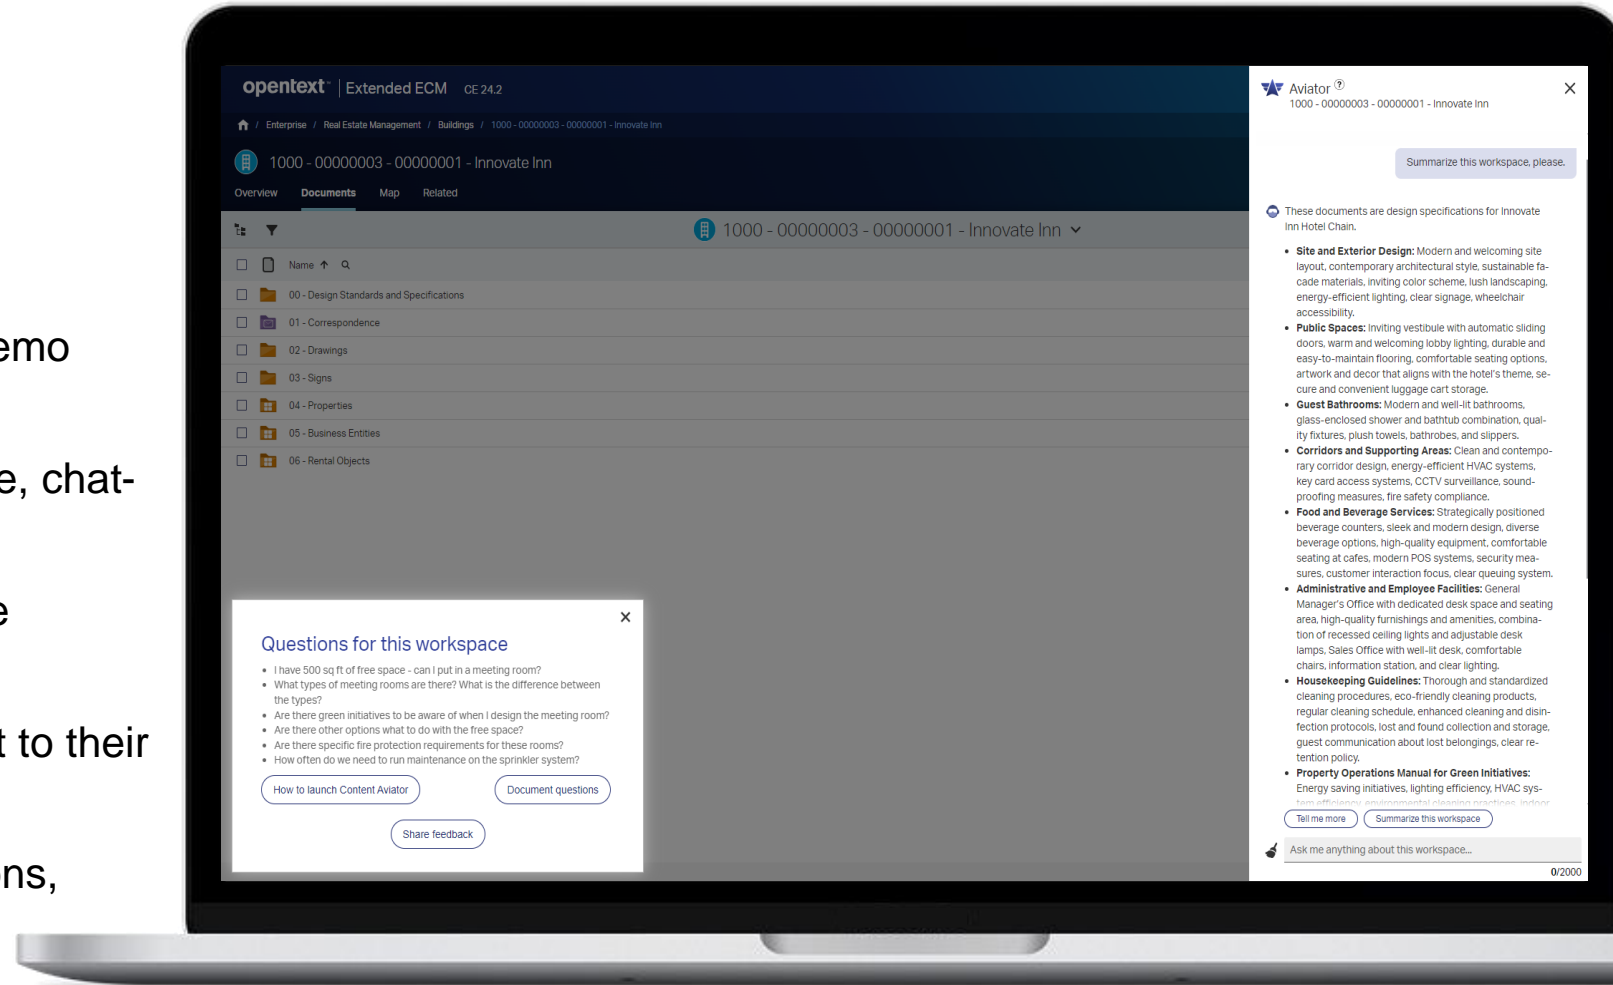 emo
e, chat-
e
t to their
ons,
opentext™ | Extended ECM CE 24.2
/ Enterprise / Real Estate Management / Buildings / 1000 - 00000003 - 00000001 - Innovate Inn
1000 - 00000003 - 00000001 - Innovate Inn
Overview Documents Map Related
1000 - 00000003 - 00000001 - Innovate Inn
Name
00 - Design Standards and Specifications
01 - Correspondence
02 - Drawings
03 - Signs
04 - Properties
05 - Business Entities
06 - Rental Objects
Questions for this workspace
• I have 500 sq ft of free space - can I put in a meeting room?
• What types of meeting rooms are there? What is the difference between
the types?
• Are there green initiatives to be aware of when I design the meeting room?
• Are there other options what to do with the free space?
• Are there specific fire protection requirements for these rooms?
• How often do we need to run maintenance on the sprinkler system?
How to launch Content Aviator Document questions
Share feedback
Aviator ?
1000 - 00000003 - 00000001 - Innovate Inn
Summarize this workspace, please.
These documents are design specifications for Innovate
Inn Hotel Chain.
• Site and Exterior Design: Modern and welcoming site
layout, contemporary architectural style, sustainable fa-
cade materials, inviting color scheme, lush landscaping,
energy-efficient lighting, clear signage, wheelchair
accessibility.
• Public Spaces: Inviting vestibule with automatic sliding
doors, warm and welcoming lobby lighting, durable and
easy-to-maintain flooring, comfortable seating options,
artwork and decor that aligns with the hotel's theme, se-
cure and convenient luggage cart storage.
• Guest Bathrooms: Modern and well-lit bathrooms,
glass-enclosed shower and bathtub combination, qual-
ity fixtures, plush towels, bathrobes, and slippers.
• Corridors and Supporting Areas: Clean and contempo-
rary corridor design, energy-efficient HVAC systems,
key card access systems, CCTV surveillance, sound-
proofing measures, fire safety compliance.
• Food and Beverage Services: Strategically positioned
beverage counters, sleek and modern design, diverse
beverage options, high-quality equipment, comfortable
seating at cafes, modern POS systems, security mea-
sures, customer interaction focus, clear queuing system.
• Administrative and Employee Facilities: General
Manager's Office with dedicated desk space and seating
area, high-quality furnishings and amenities, combina-
tion of recessed ceiling lights and adjustable desk
lamps, Sales Office with well-lit desk, comfortable
chairs, information station, and clear lighting.
• Housekeeping Guidelines: Thorough and standardized
cleaning procedures, eco-friendly cleaning products,
regular cleaning schedule, enhanced cleaning and disin-
fection protocols, lost and found collection and storage,
guest communication about lost belongings, clear re-
tention policy.
• Property Operations Manual for Green Initiatives:
Energy saving initiatives, lighting efficiency, HVAC sys-
tem efficiency, environmental cleaning practices, indoor
Tell me more Summarize this workspace
Ask me anything about this workspace...
0/2000